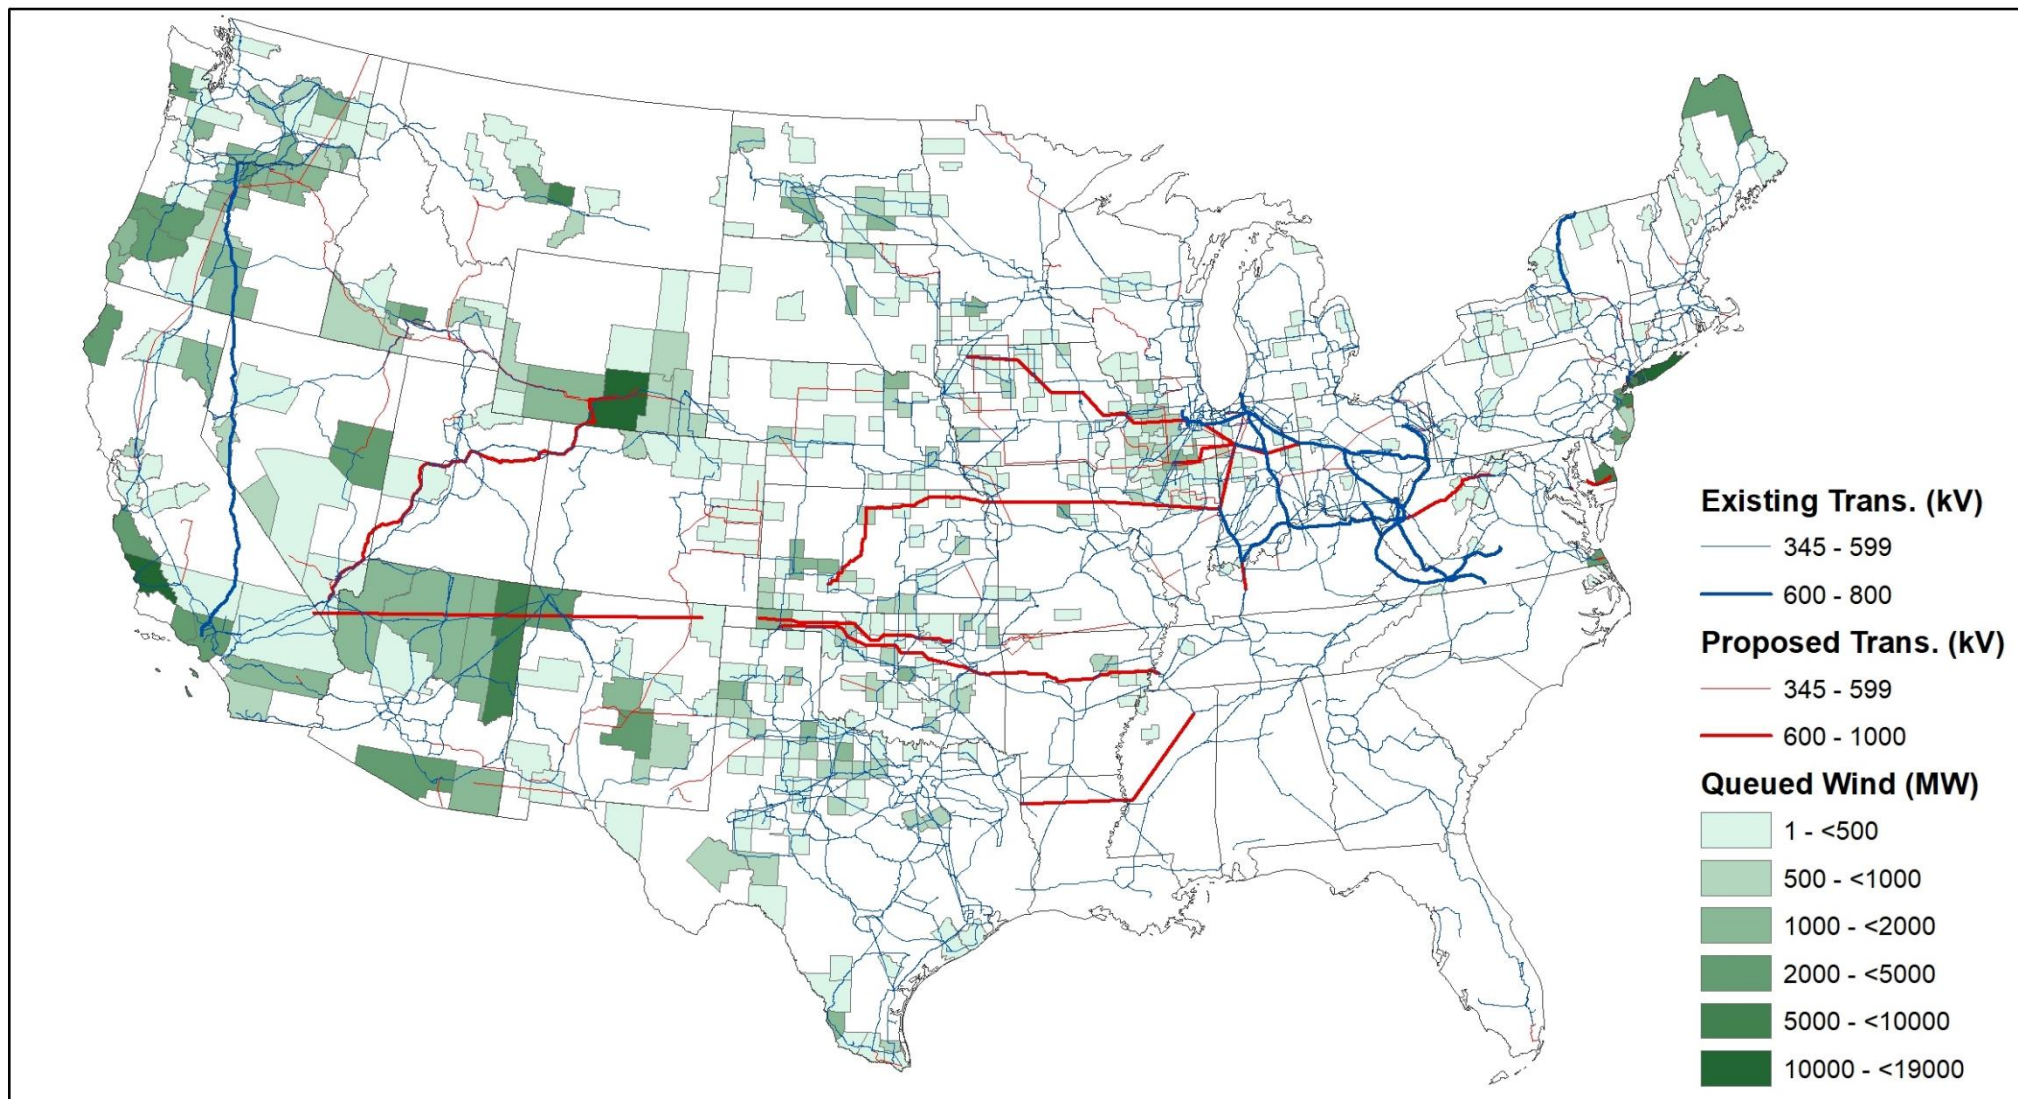 Existing Trans. (kV)
345 - 599
600 - 800
Proposed Trans. (kV)
345 - 599
600 - 1000
Queued Wind (MW)
1 - <500
500 - <1000
1000 - <2000
2000 - <5000
5000 - <10000
10000 - <19000